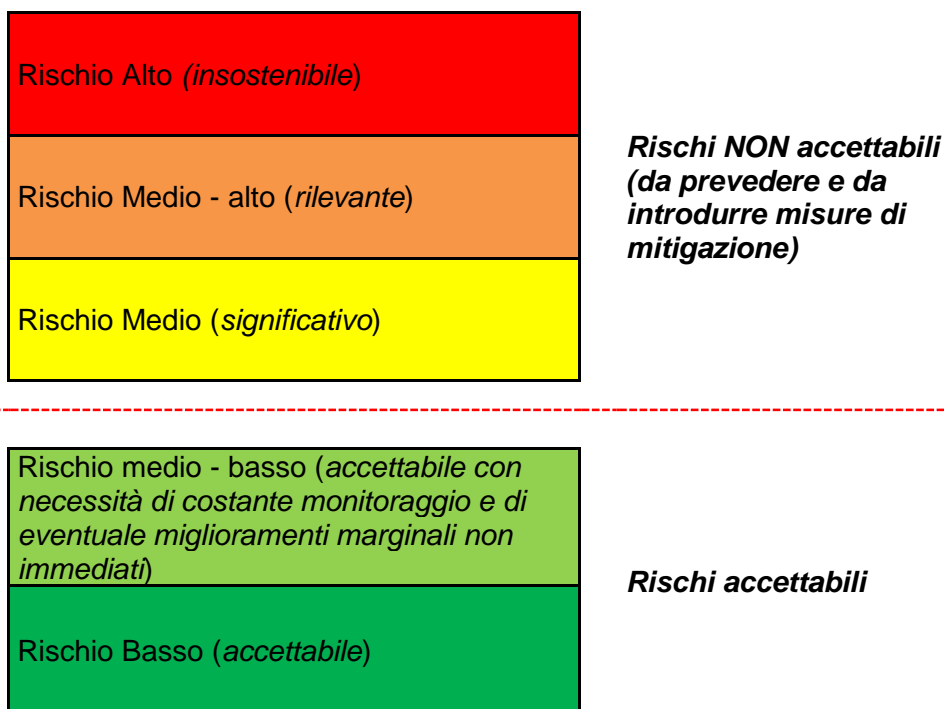 Rischio Alto (insostenibile)
Rischio Medio - alto (rilevante)
Rischio Medio (significativo)
Rischi NON accettabili
(da prevedere e da
introdurre misure di
mitigazione)
Rischio medio - basso (accettabile con
necessità di costante monitoraggio e di
eventuale miglioramenti marginali non
immediati)
Rischio Basso (accettabile)
Rischi accettabili